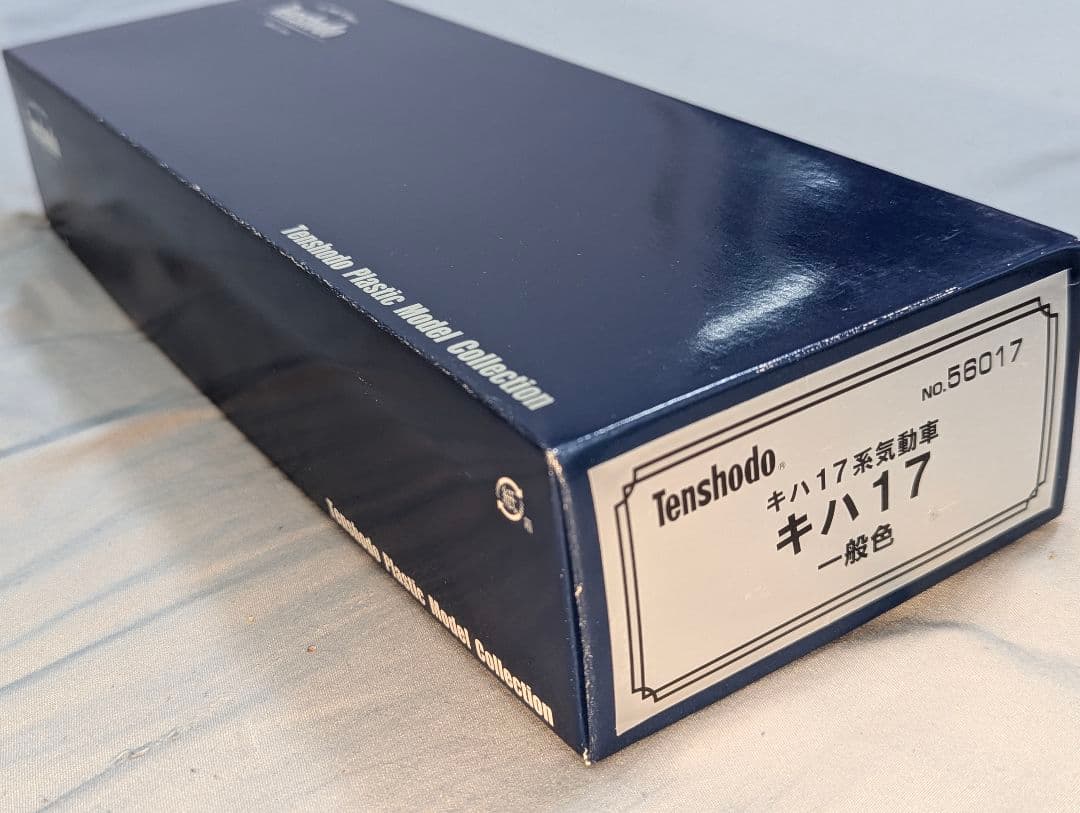 Tenshodo
Tenshodo Plastic Model Collection
Tenshodo Plastic Model Collection
紙
NO.56017
Tenshodo®
キハ17系気動車
キハ17
一般色